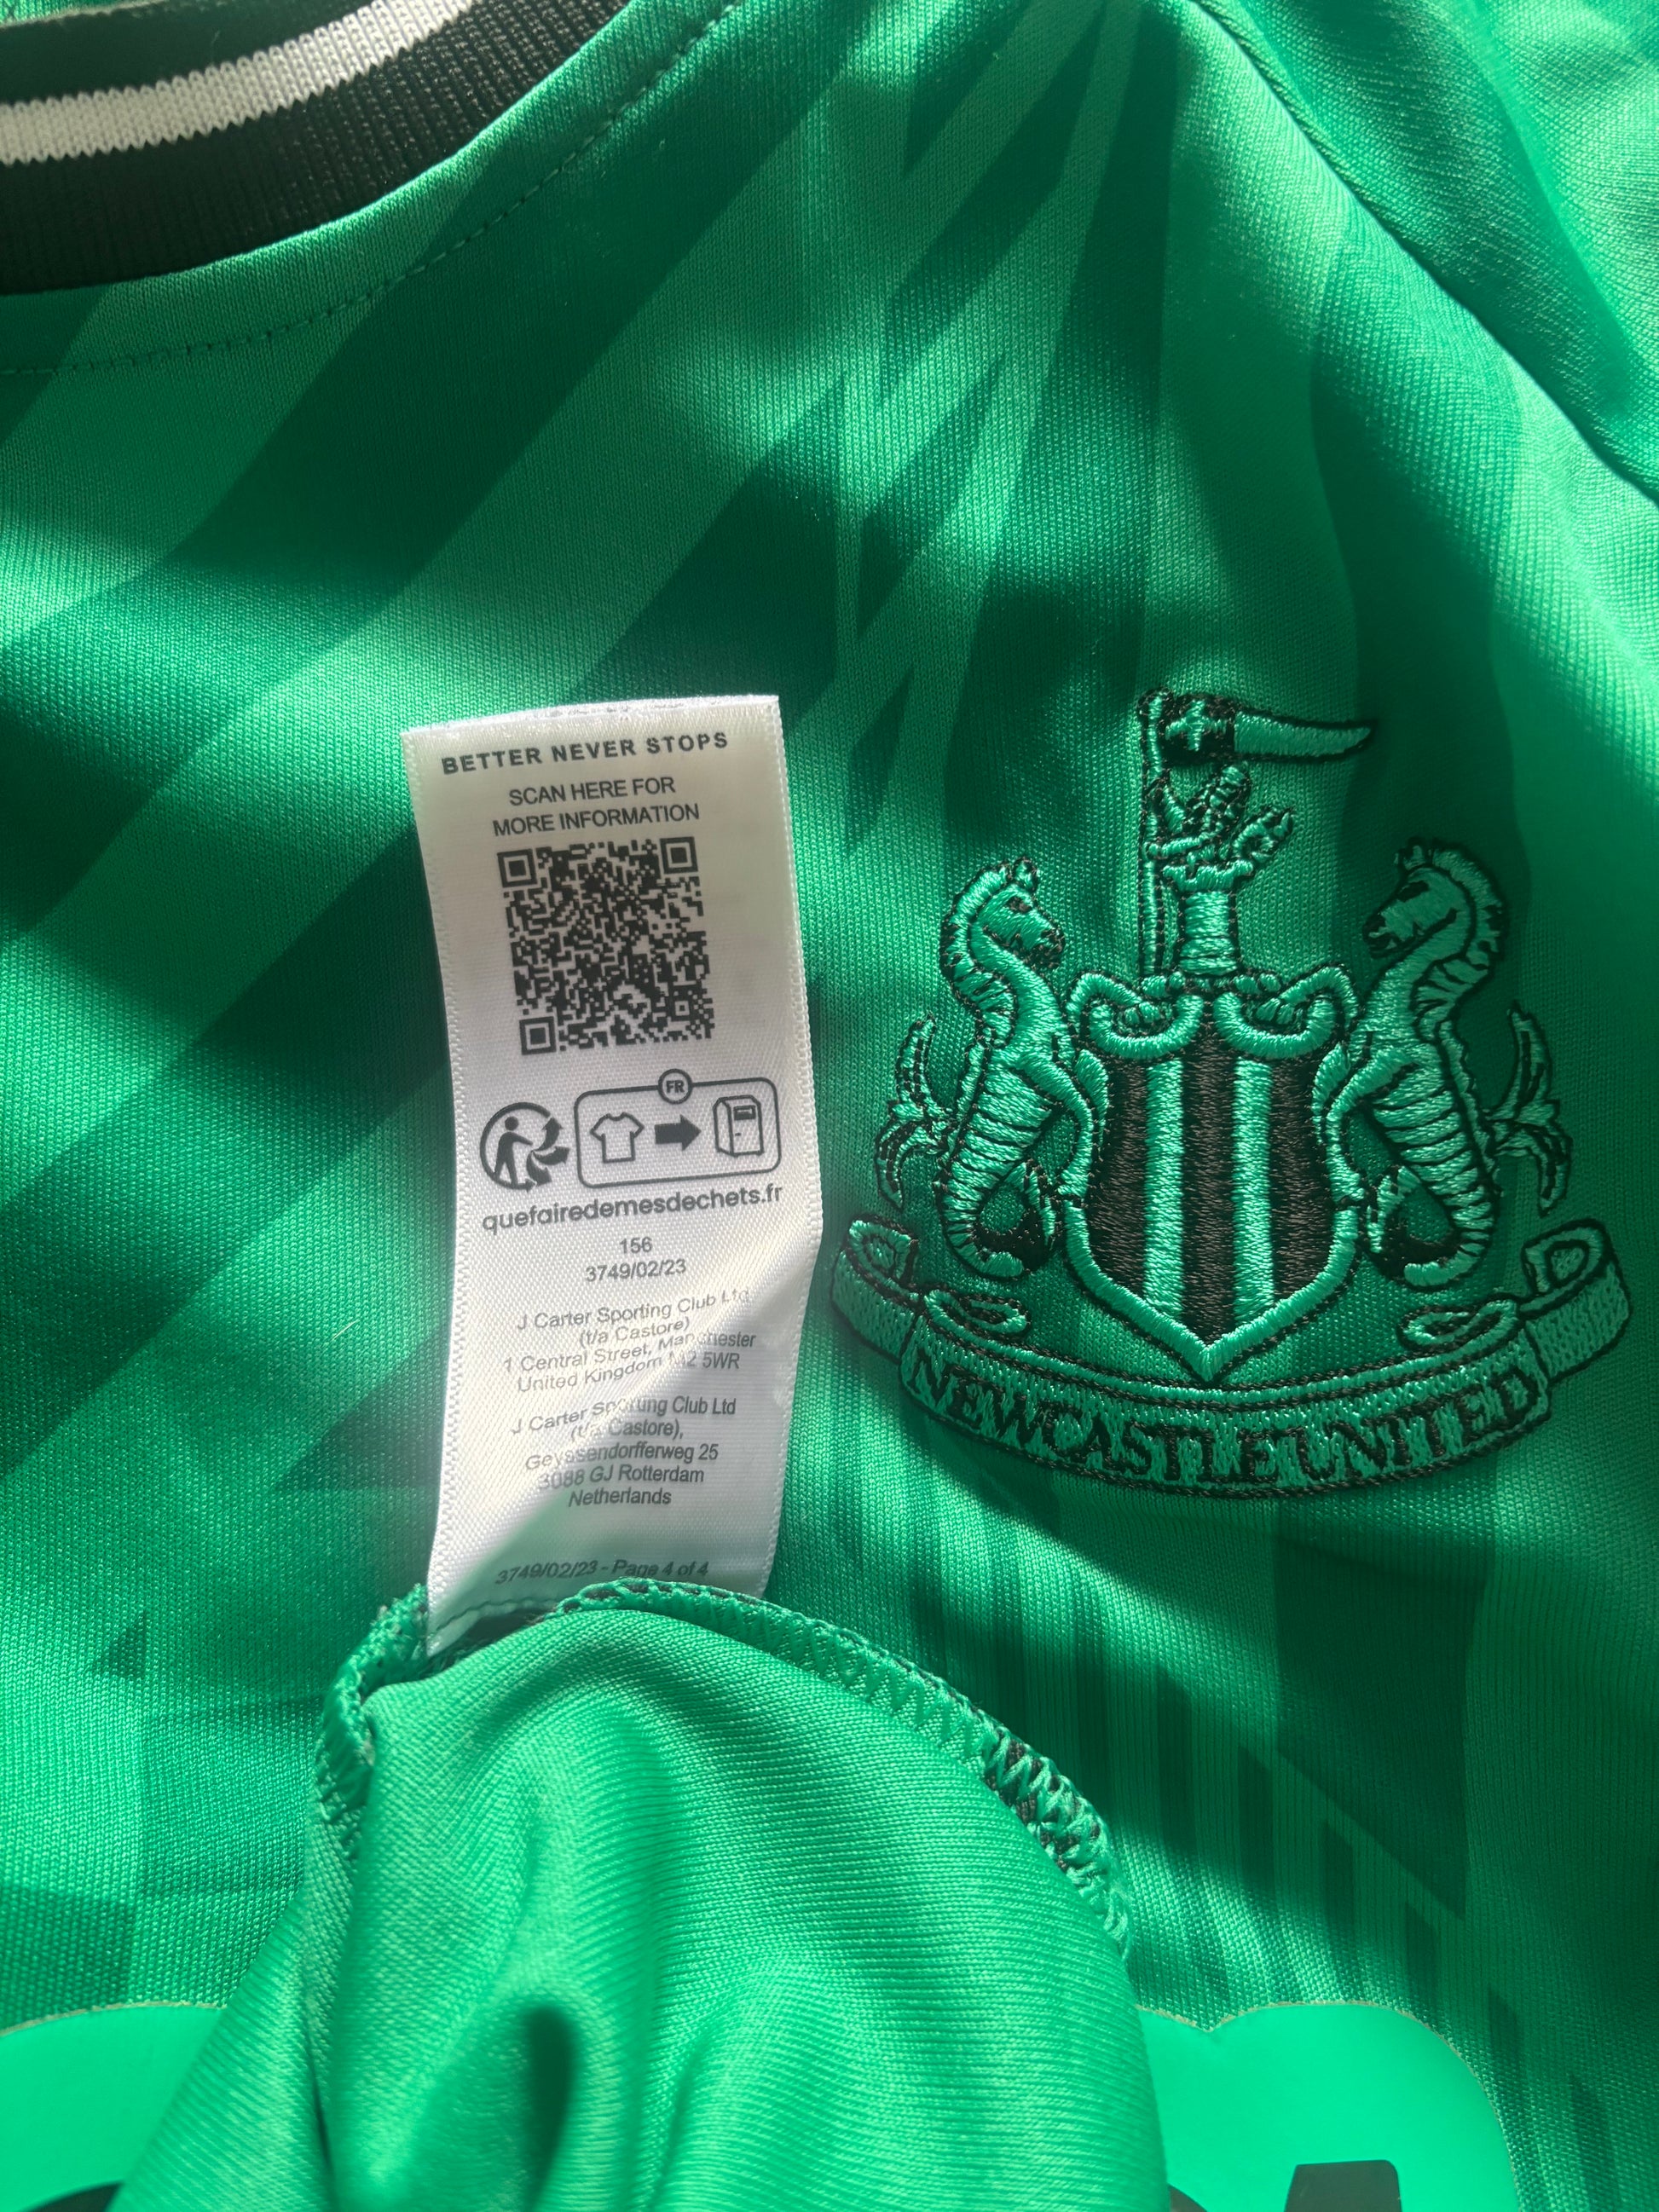 BETTER NEVER STOPS
SCAN HERE FOR
MORE INFORMATION
FR
quefairedemesdechets.fr
156
3749/02/23
J Carter Sporting Club Ltd
(t/a Castore)
1 Central Street, Manchester
United Kingdom M2 5WR
J Carter Sporting Club Ltd
(t/a Castore),
Geyssendorfferweg 25
3088 GJ Rotterdam
Netherlands
3749/02/23 - Page 4 of 4
NEWCASTLE UNITED